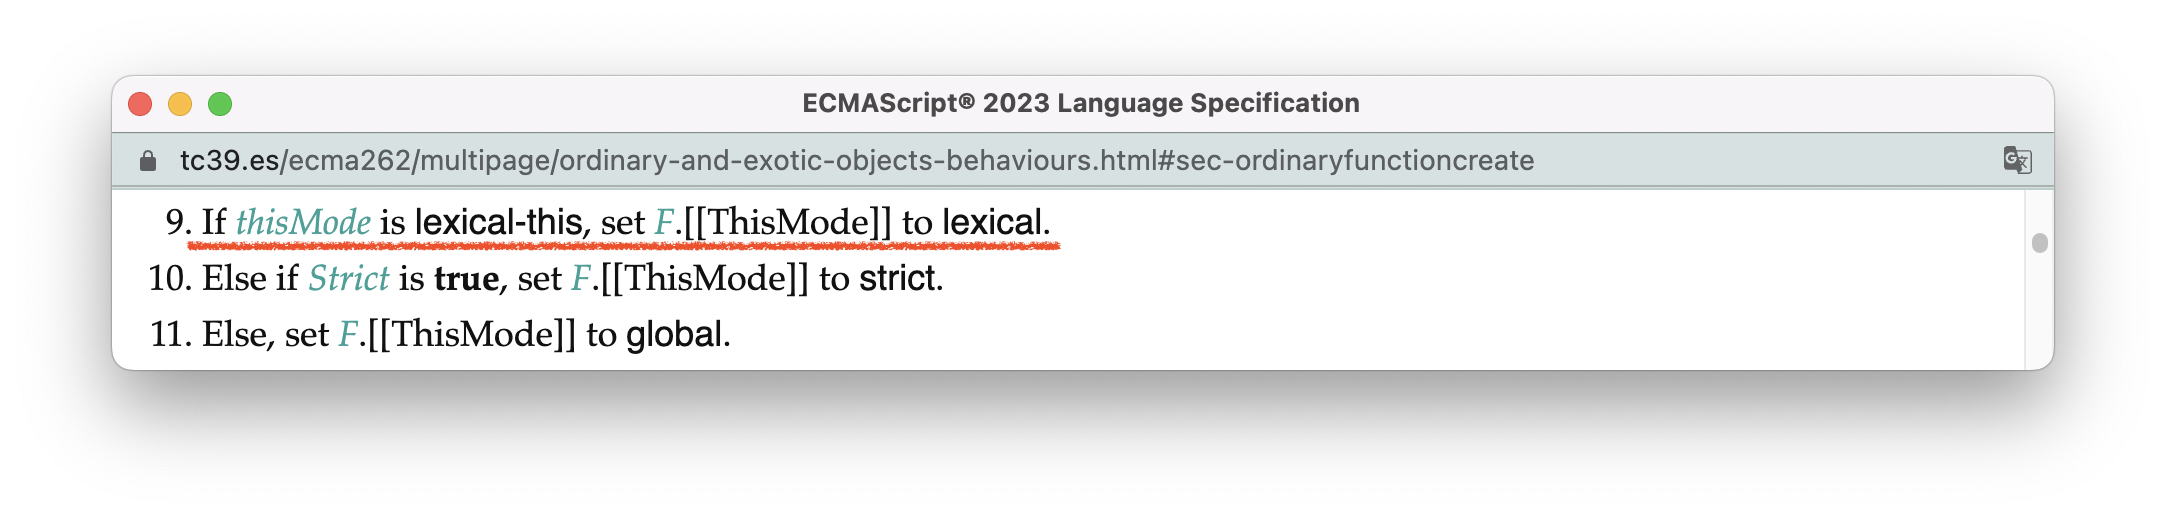 ECMAScript® 2023 Language Specification
tc39.es/ecma262/multipage/ordinary-and-exotic-objects-behaviours.html#sec-ordinaryfunctioncreate
9. If thisMode is lexical-this, set F.[[ThisMode]] to lexical.
10. Else if Strict is true, set F.[[ThisMode]] to strict.
11. Else, set F.[[ThisMode]] to global.